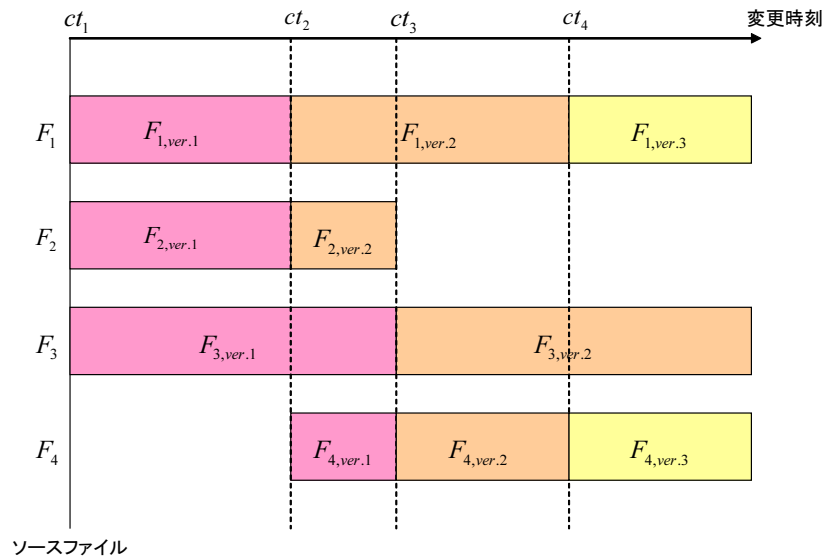 ct₁ ct₂ ct₃ ct₄ 変更時刻
F₁ F₁,ver.1 F₁,ver.2 F₁,ver.3
F₂ F₂,ver.1 F₂,ver.2
F₃ F₃,ver.1 F₃,ver.2
F₄ F₄,ver.1 F₄,ver.2 F₄,ver.3
ソースファイル